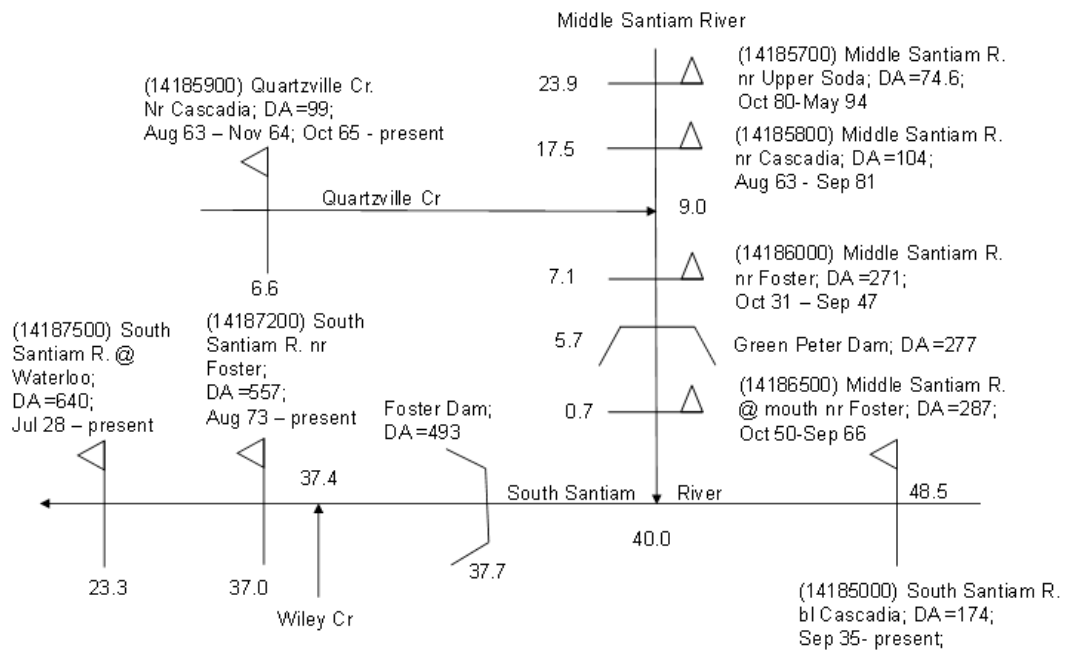 Middle Santiam River
(14185700) Middle Santiam R.
nr Upper Soda; DA=74.6;
Oct 80-May 94
23.9
(14185900) Quartzville Cr.
Nr Cascadia; DA=99;
Aug 63 – Nov 64; Oct 65 - present
17.5
(14185800) Middle Santiam R.
nr Cascadia; DA=104;
Aug 63 - Sep 81
Quartzville Cr
9.0
(14186000) Middle Santiam R.
nr Foster; DA=271;
Oct 31 – Sep 47
7.1
6.6
(14187500) South
Santiam R. @
Waterloo;
DA=640;
Jul 28 – present
(14187200) South
Santiam R. nr
Foster;
DA=557;
Aug 73 – present
5.7
Green Peter Dam; DA=277
(14186500) Middle Santiam R.
@ mouth nr Foster; DA=287;
Oct 50-Sep 66
0.7
Foster Dam;
DA=493
37.4
South Santiam River
48.5
40.0
37.7
23.3
37.0
Wiley Cr
(14185000) South Santiam R.
bl Cascadia; DA=174;
Sep 35- present;